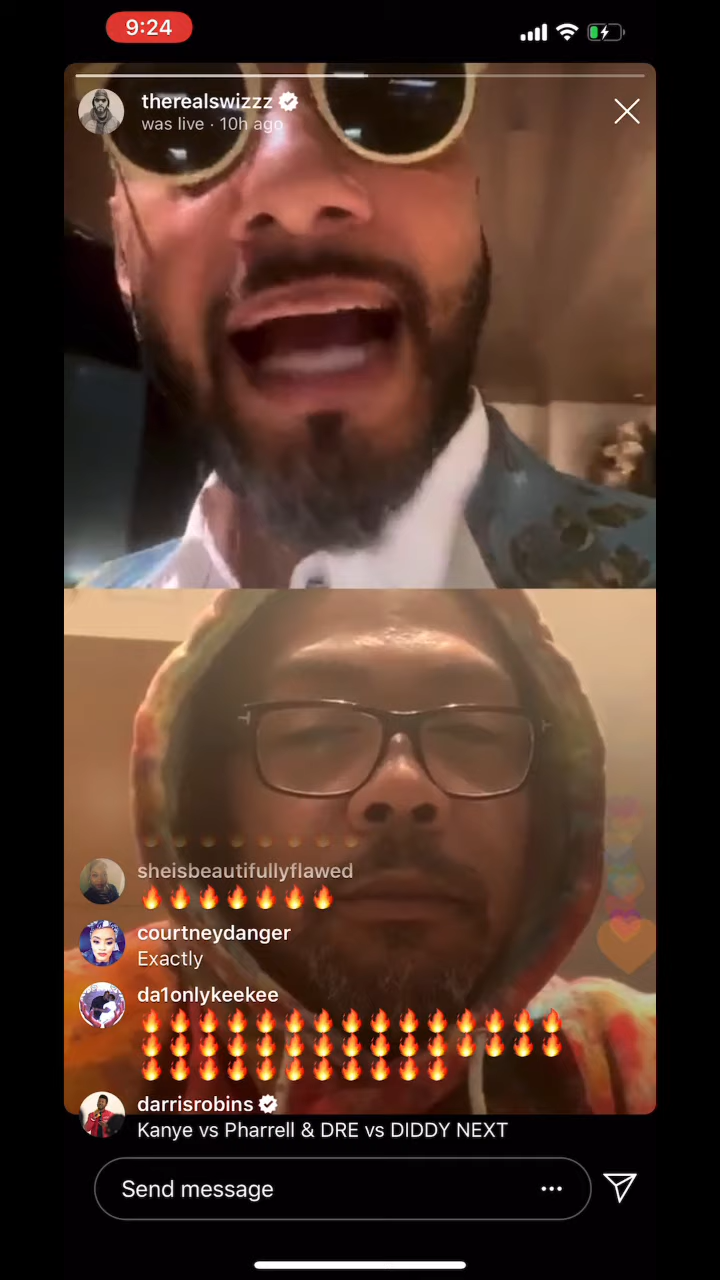 9:24
therealswizzz
was live · 10h ago
sheisbeautifullyflawed
🔥🔥🔥🔥🔥🔥🔥
courtneydanger
Exactly
da1onlykeekee
🔥🔥🔥🔥🔥🔥🔥🔥🔥🔥🔥🔥🔥🔥🔥
🔥🔥🔥🔥🔥🔥🔥🔥🔥🔥🔥🔥🔥🔥🔥
🔥🔥🔥🔥🔥🔥🔥🔥🔥🔥🔥
darrisrobins
Kanye vs Pharrell & DRE vs DIDDY NEXT
Send message